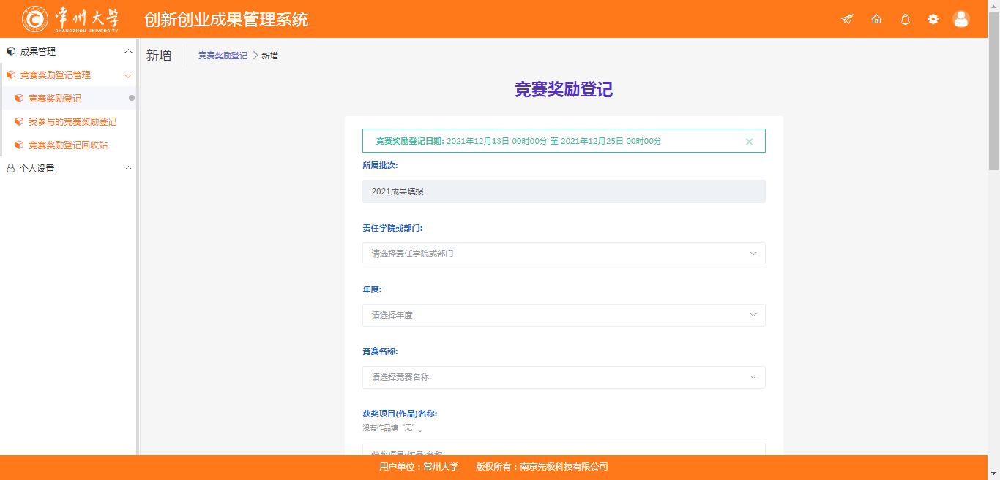 常州大学
CHANGZHOU UNIVERSITY
创新创业成果管理系统
成果管理
竞赛奖励登记管理
竞赛奖励登记
我参与的竞赛奖励登记
竞赛奖励登记回收站
个人设置
新增
竞赛奖励登记 > 新增
竞赛奖励登记
竞赛奖励登记日期: 2021年12月13日 00时00分 至 2021年12月25日 00时00分
所属批次:
2021成果填报
责任学院或部门:
请选择责任学院或部门
年度:
请选择年度
竞赛名称:
请选择竞赛名称
获奖项目(作品)名称:
没有作品填“无”。
获奖项目(作品)名称
用户单位：常州大学 版权所有：南京先极科技有限公司